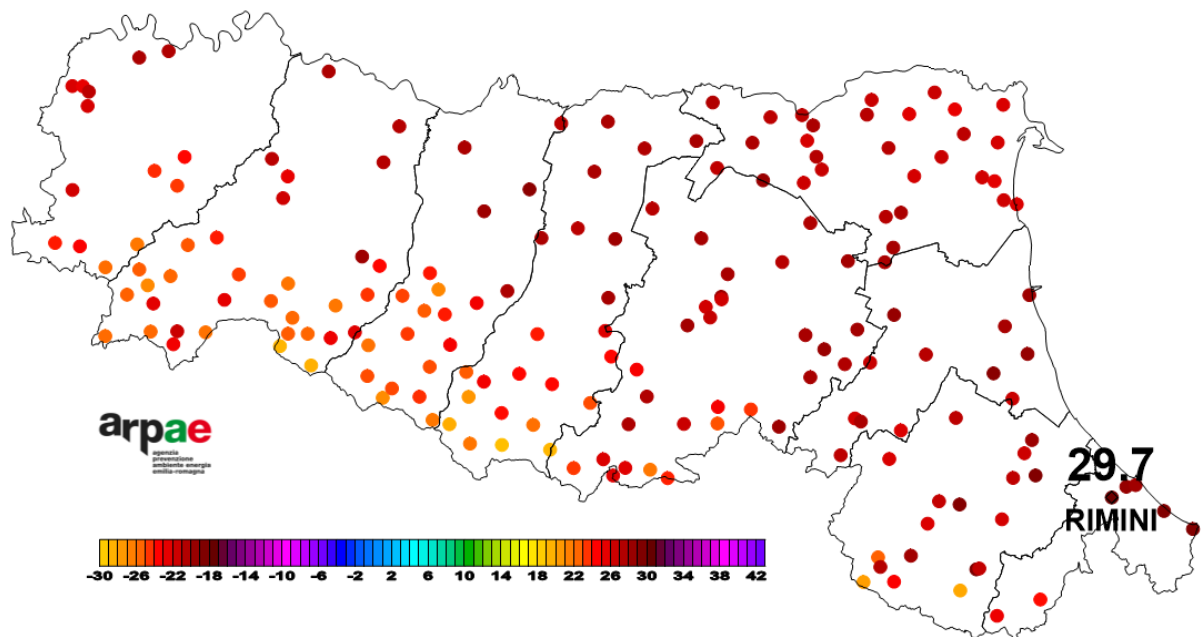 29.7
RIMINI
arpae
agenzia
prevenzione
ambiente energia
emilia-romagna
-30 -26 -22 -18 -14 -10 -6 -2 2 6 10 14 18 22 26 30 34 38 42